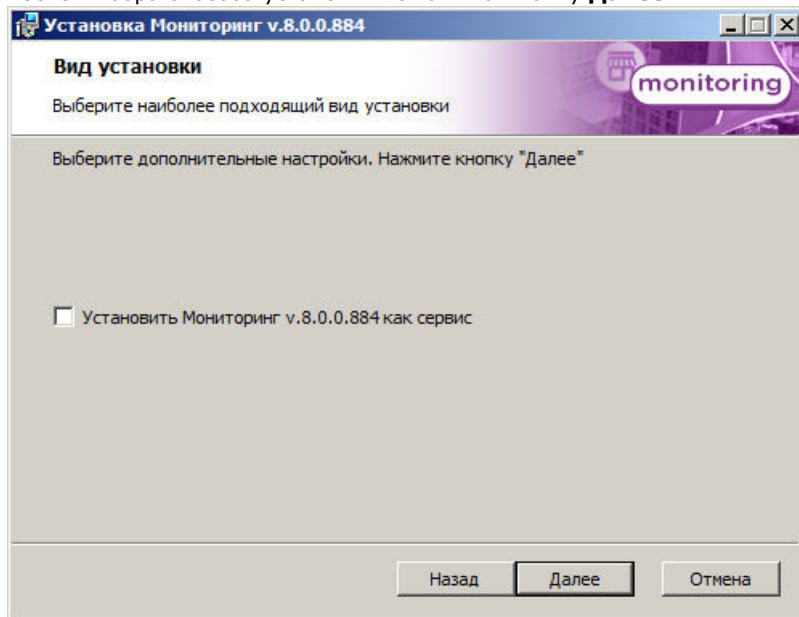 Установка Мониторинг v.8.0.0.884
Вид установки
Выберите наиболее подходящий вид установки
monitoring
Выберите дополнительные настройки. Нажмите кнопку "Далее"
Установить Мониторинг v.8.0.0.884 как сервис
Назад
Далее
Отмена